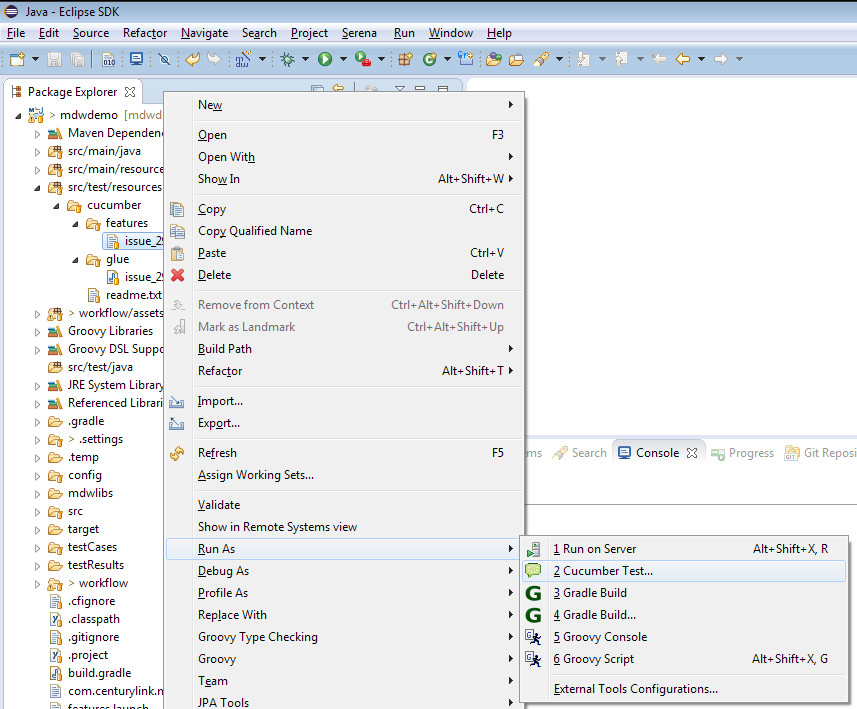 Java - Eclipse SDK
File Edit Source Refactor Navigate Search Project Serena Run Window Help
Package Explorer
> mdwdemo [mdwd
Maven Dependen
src/main/java
src/main/resource
src/test/resources
cucumber
features
issue_29
glue
issue_29
readme.txt
> workflow/assets
Groovy Libraries
Groovy DSL Suppo
src/test/java
JRE System Library
Referenced Librari
.gradle
> .settings
.temp
config
mdwlibs
src
target
testCases
testResults
> workflow
.cfignore
.classpath
.gitignore
.project
build.gradle
com.centurylink.m
features.launch
New
Open F3
Open With
Show In Alt+Shift+W
Copy Ctrl+C
Copy Qualified Name
Paste Ctrl+V
Delete Delete
Remove from Context Ctrl+Alt+Shift+Down
Mark as Landmark Ctrl+Alt+Shift+Up
Build Path
Refactor Alt+Shift+T
Import...
Export...
Refresh F5
Assign Working Sets...
Validate
Show in Remote Systems view
Run As
Debug As
Profile As
Replace With
Groovy Type Checking
Groovy
Team
JPA Tools
ms Search Console Progress Git Reposi
1 Run on Server Alt+Shift+X, R
2 Cucumber Test...
3 Gradle Build
4 Gradle Build...
5 Groovy Console
6 Groovy Script Alt+Shift+X, G
External Tools Configurations...